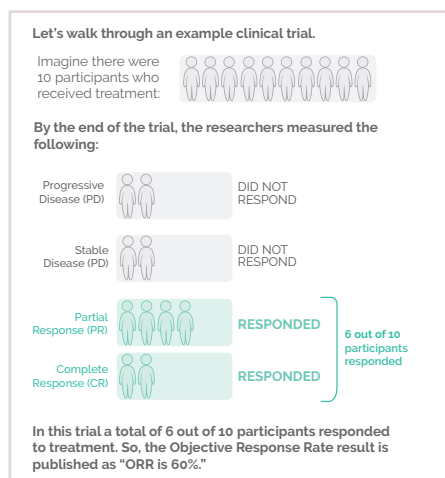 Let's walk through an example clinical trial.
Imagine there were
10 participants who
received treatment:
By the end of the trial, the researchers measured the
following:
Progressive
Disease (PD)
DID NOT
RESPOND
Stable
Disease (PD)
DID NOT
RESPOND
Partial
Response (PR)
RESPONDED
Complete
Response (CR)
RESPONDED
6 out of 10
participants
responded
In this trial a total of 6 out of 10 participants responded
to treatment. So, the Objective Response Rate result is
published as “ORR is 60%.”